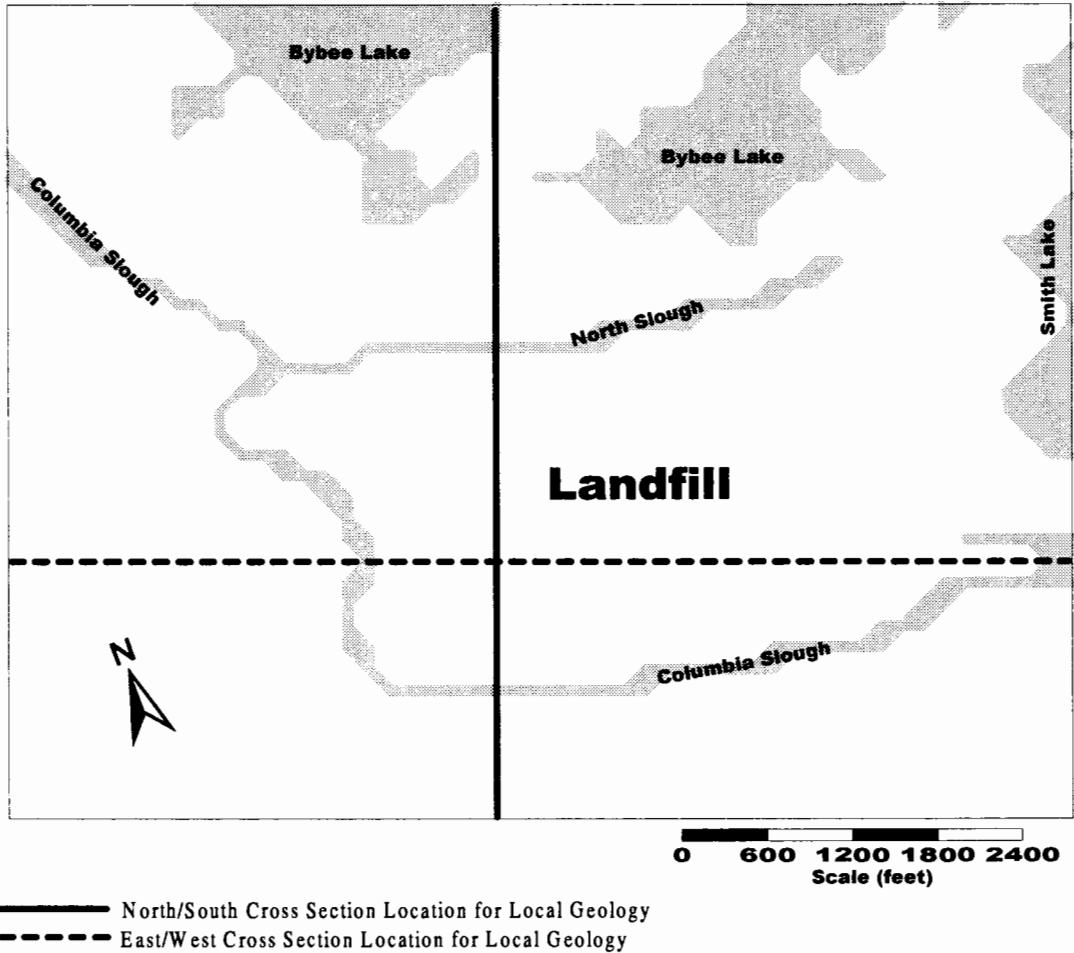 Bybee Lake
Bybee Lake
Columbia Slough
Smith Lake
North Slough
Landfill
N
Columbia Slough
0 600 1200 1800 2400
Scale (feet)
North/South Cross Section Location for Local Geology
East/West Cross Section Location for Local Geology